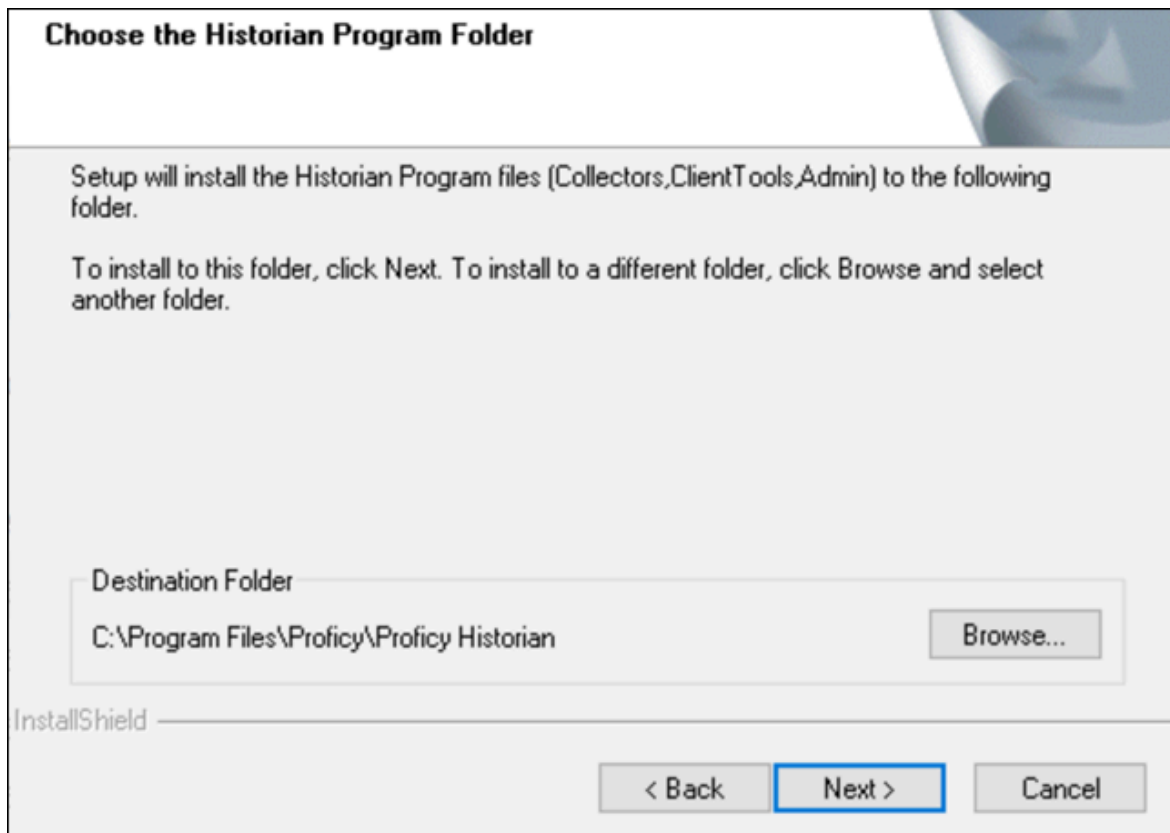 Choose the Historian Program Folder
Setup will install the Historian Program files (Collectors,ClientTools,Admin) to the following
folder.
To install to this folder, click Next. To install to a different folder, click Browse and select
another folder.
Destination Folder
C:\Program Files\Proficy\Proficy Historian
Browse...
InstallShield
< Back
Next >
Cancel